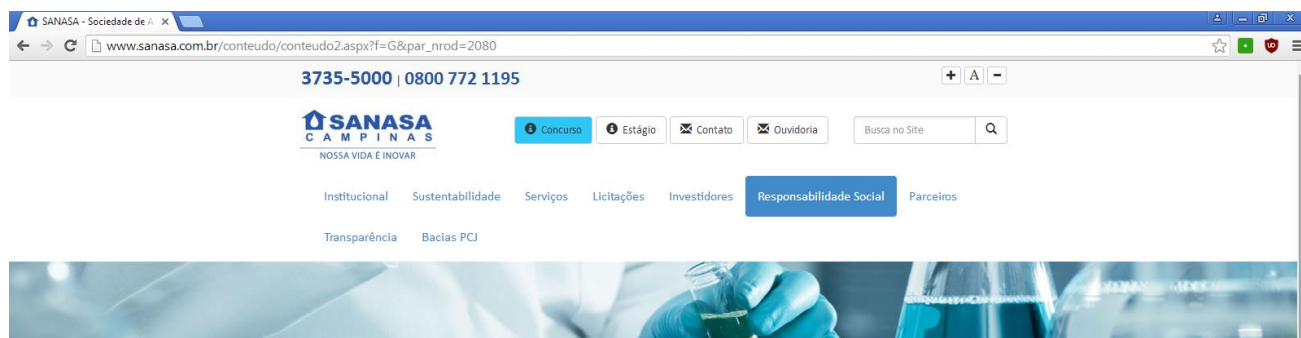 SANASA - Sociedade de A
www.sanasa.com.br/conteudo/conteudo2.aspx?f=G&par_nrod=2080
3735-5000 | 0800 772 1195
+ A -
SANASA
CAMPINAS
NOSSA VIDA É INOVAR
Concurso Estágio Contato Ouvidoria Busca no Site
Institucional Sustentabilidade Serviços Licitações Investidores Responsabilidade Social Parceiros
Transparência Bacias PCJ